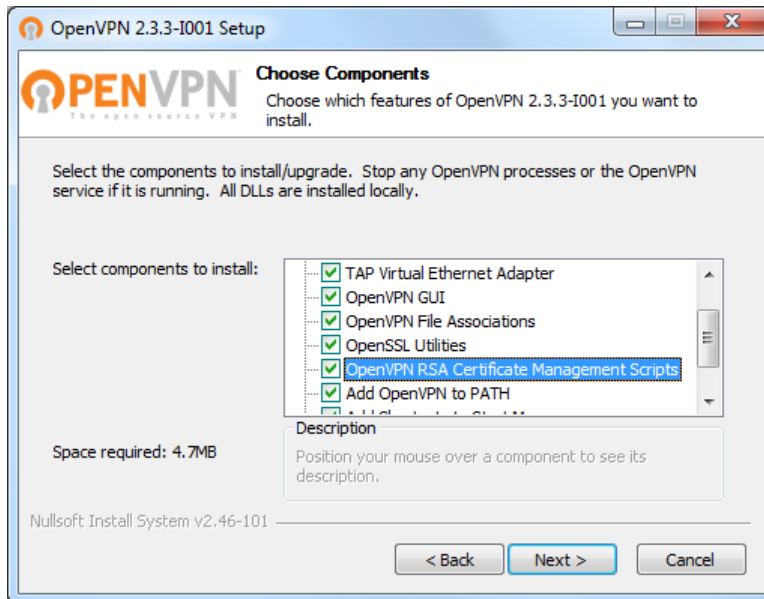 OpenVPN 2.3.3-I001 Setup
OPENVPN
The open source VPN
Choose Components
Choose which features of OpenVPN 2.3.3-I001 you want to
install.
Select the components to install/upgrade. Stop any OpenVPN processes or the OpenVPN
service if it is running. All DLLs are installed locally.
Select components to install:
TAP Virtual Ethernet Adapter
OpenVPN GUI
OpenVPN File Associations
OpenSSL Utilities
OpenVPN RSA Certificate Management Scripts
Add OpenVPN to PATH
Space required: 4.7MB
Description
Position your mouse over a component to see its
description.
Nullsoft Install System v2.46-101
< Back
Next >
Cancel